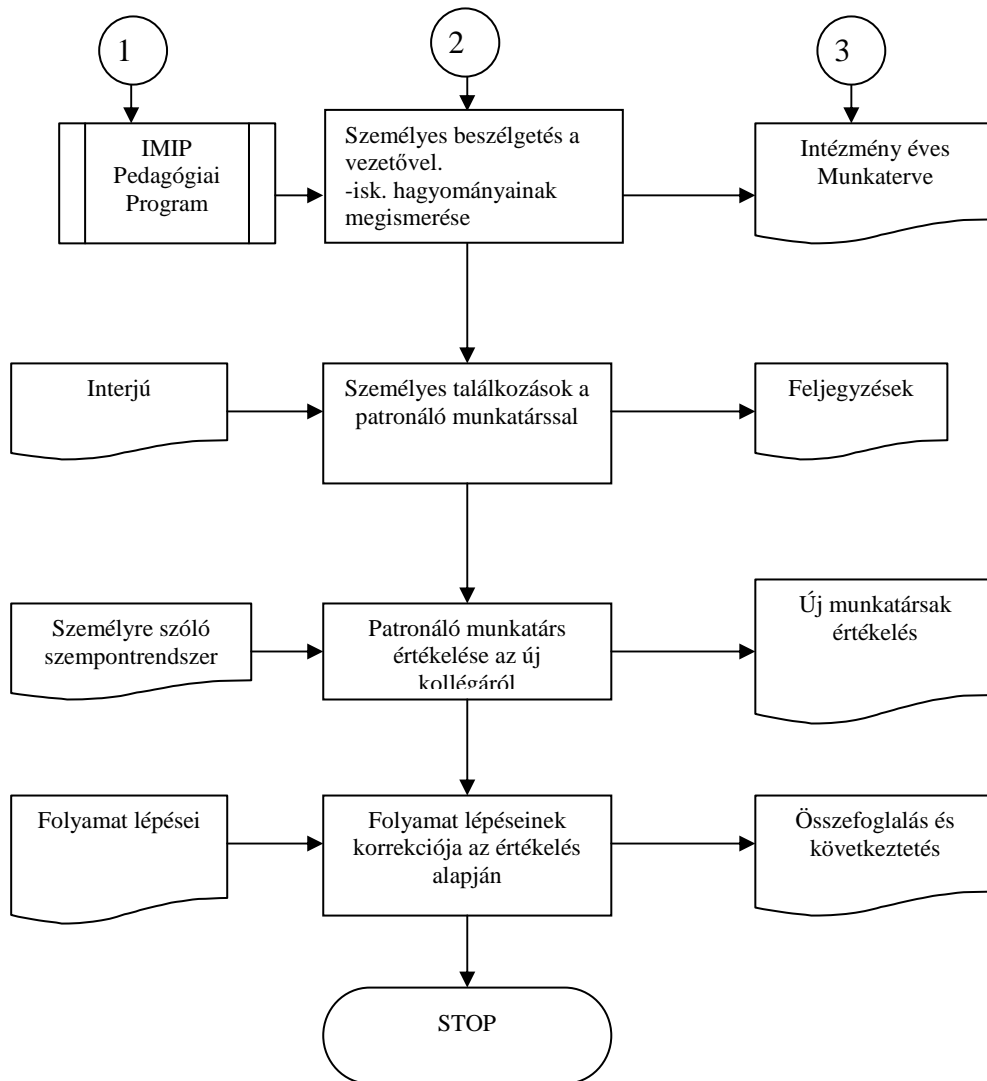 1
2
3
IMIP
Pedagógiai
Program
Személyes beszélgetés a
vezetővel.
-isk. hagyományainak
megismerése
Intézmény éves
Munkaterve
Interjú
Személyes találkozások a
patronáló munkatárssal
Feljegyzések
Személyre szóló
szempontrendszer
Patronáló munkatárs
értékelése az új
kollégáról
Új munkatársak
értékelés
Folyamat lépései
Folyamat lépéseinek
korrekciója az értékelés
alapján
Összefoglalás és
következtetés
STOP